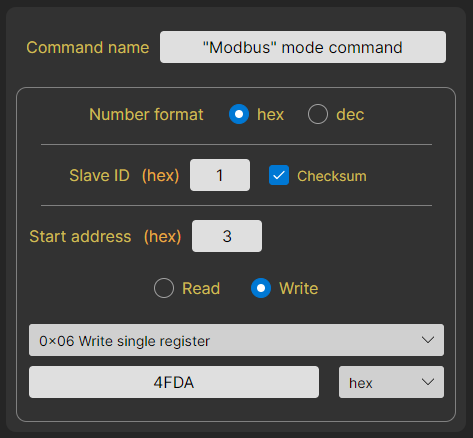 Command name "Modbus" mode command
Number format hex dec
Slave ID (hex) 1 Checksum
Start address (hex) 3
Read Write
0×06 Write single register
4FDA hex